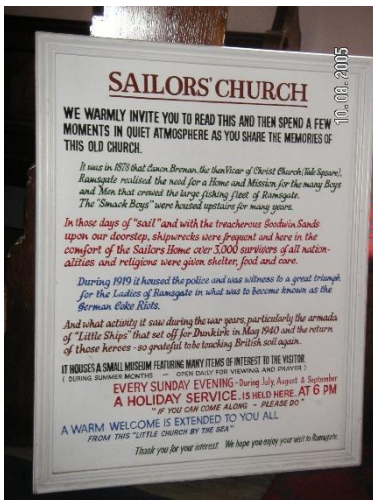 SAILORS' CHURCH
WE WARMLY INVITE YOU TO READ THIS AND THEN SPEND A FEW
MOMENTS IN QUIET ATMOSPHERE AS YOU SHARE THE MEMORIES OF
THIS OLD CHURCH.
It was in 1878 that Canon Brenan, the then Vicar of Christ Church (Vale Square),
Ramsgate realised the need for a Home and Mission for the many Boys
and Men that crewed the large fishing fleet of Ramsgate.
The "Smack Boys" were housed upstairs for many years.
In those days of "sail" and with the treacherous Goodwin Sands
upon our doorstep, shipwrecks were frequent and here in the
comfort of the Sailors Home over 3,000 survivors of all nation-
alities and religions were given shelter, food and care.
During 1919 it housed the police and was witness to a great triumph
for the Ladies of Ramsgate in what was to become known as the
German Coke Riots.
And what activity it saw during the war years, particularly the armada
of "Little Ships" that set off for Dunkirk in May 1940 and the return
of those heroes - so grateful to be touching British soil again.
IT HOUSES A SMALL MUSEUM FEATURING MANY ITEMS OF INTEREST TO THE VISITOR
( DURING SUMMER MONTHS - OPEN DAILY FOR VIEWING AND PRAYER )
EVERY SUNDAY EVENING - During July, August & September
A HOLIDAY SERVICE. IS HELD HERE. AT 6 PM
"IF YOU CAN COME ALONG - PLEASE DO"
A WARM WELCOME IS EXTENDED TO YOU ALL
FROM THIS "LITTLE CHURCH BY THE SEA"
Thank you for your interest. We hope you enjoy your visit to Ramsgate.
10.08.2005